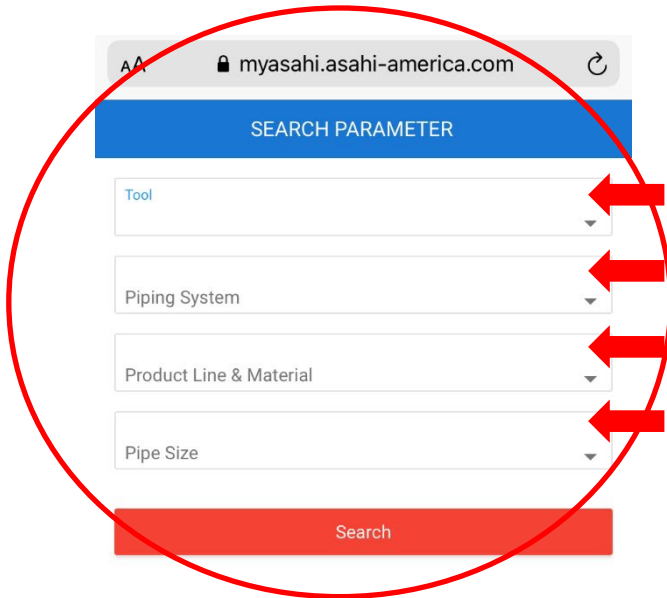 AA myasahi.asahi-america.com
SEARCH PARAMETER
Tool
Piping System
Product Line & Material
Pipe Size
Search